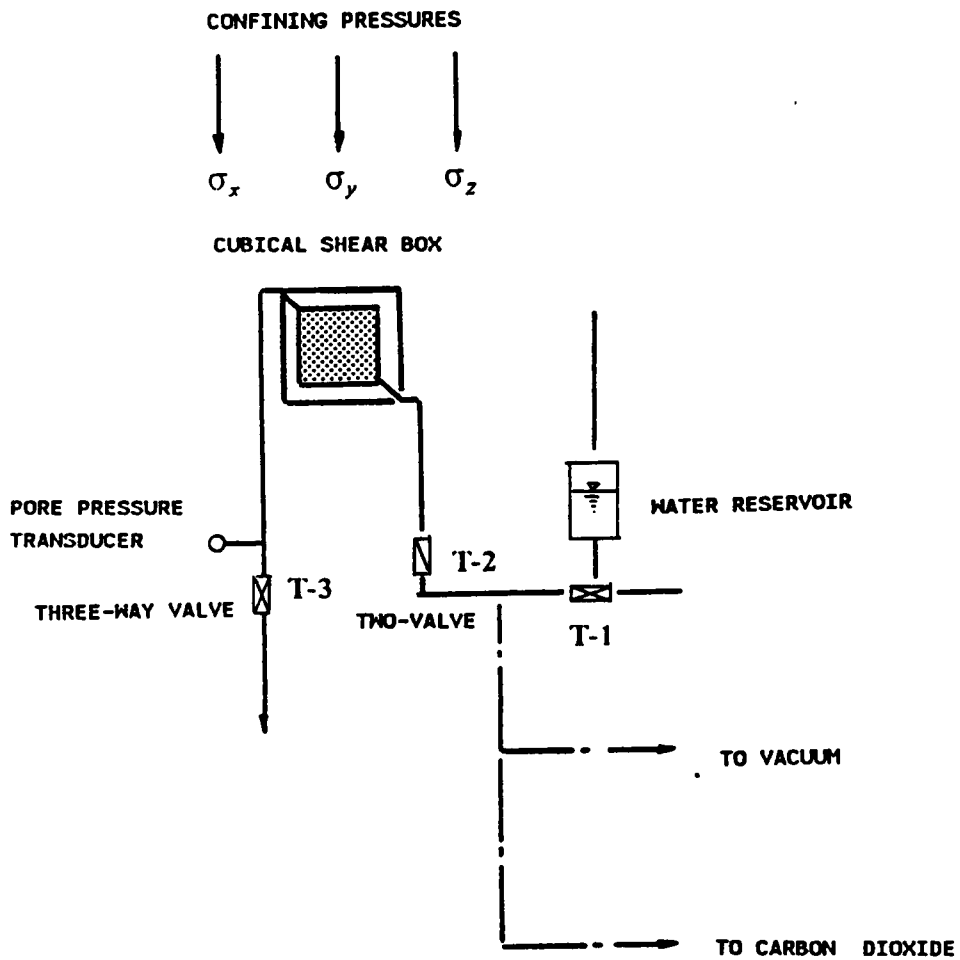 CONFINING PRESSURES
σx σy σz
CUBICAL SHEAR BOX
PORE PRESSURE
TRANSDUCER
WATER RESERVOIR
T-2
T-3
THREE-WAY VALVE
TWO-VALVE
T-1
TO VACUUM
TO CARBON DIOXIDE